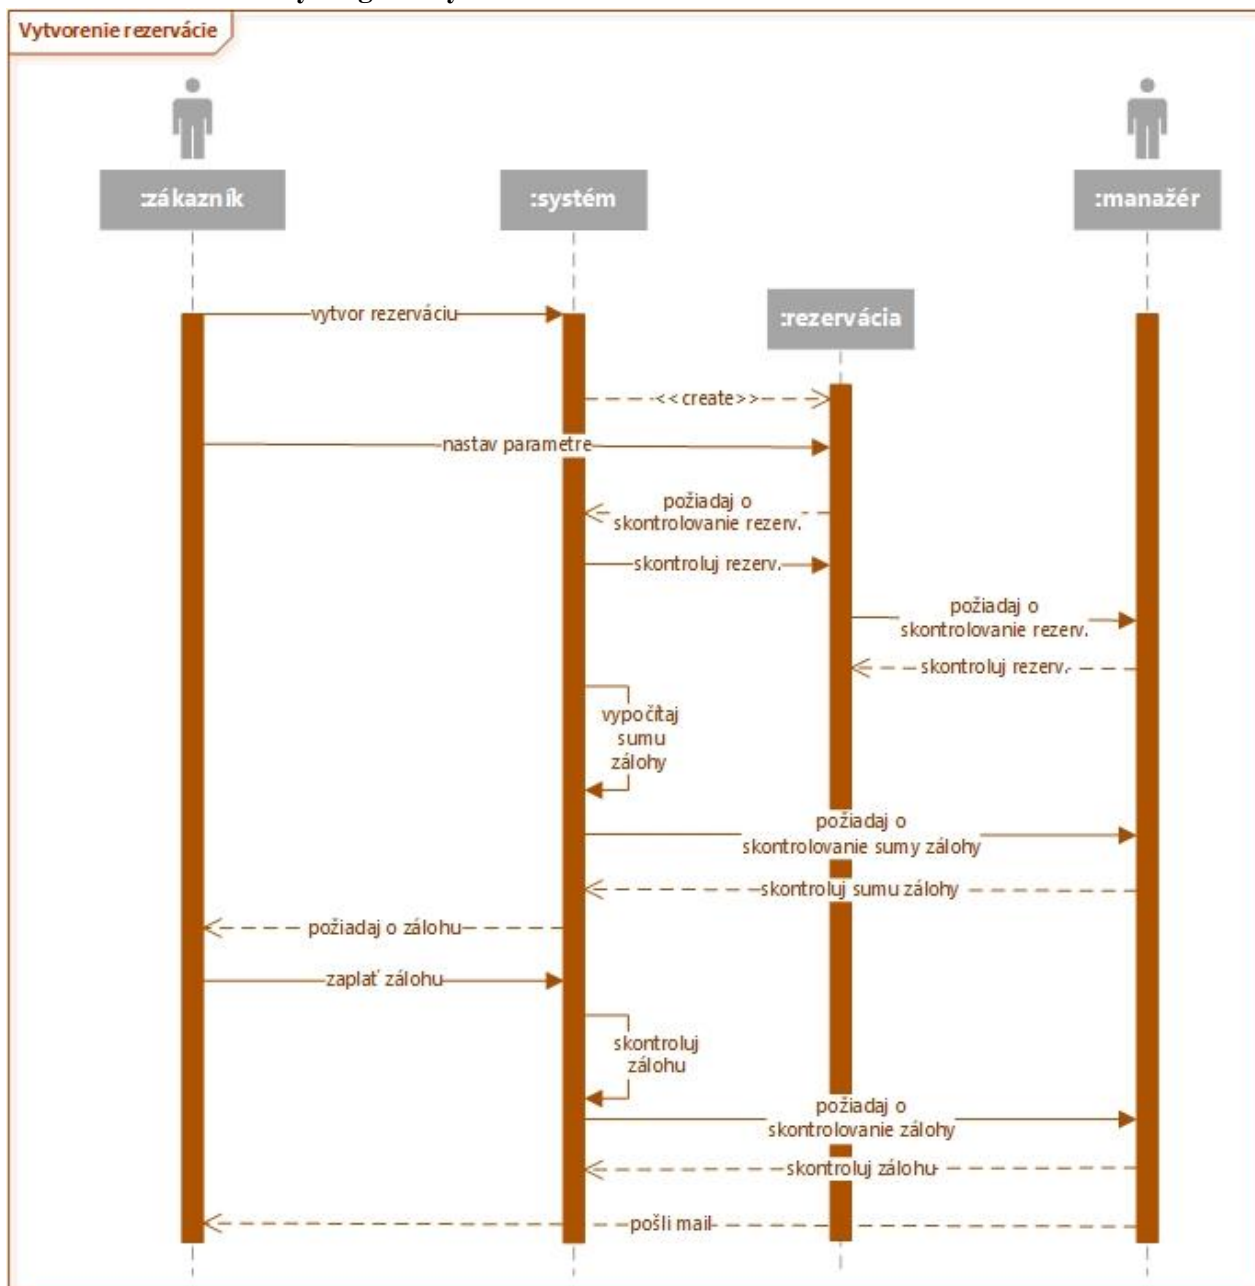 Vytvorenie rezervácie
:zákazník
:systém
:manažér
:rezervácia
vytvor rezerváciu
<<create>>
nastav parametre
požiadaj o
skontrolovanie rezerv.
skontroluj rezerv.
požiadaj o
skontrolovanie rezerv.
skontroluj rezerv.
vypočítaj
sumu
zálohy
požiadaj o
skontrolovanie sumy zálohy
skontroluj sumu zálohy
požiadaj o zálohu
zaplať zálohu
skontroluj
zálohu
požiadaj o
skontrolovanie zálohy
skontroluj zálohu
pošli mail